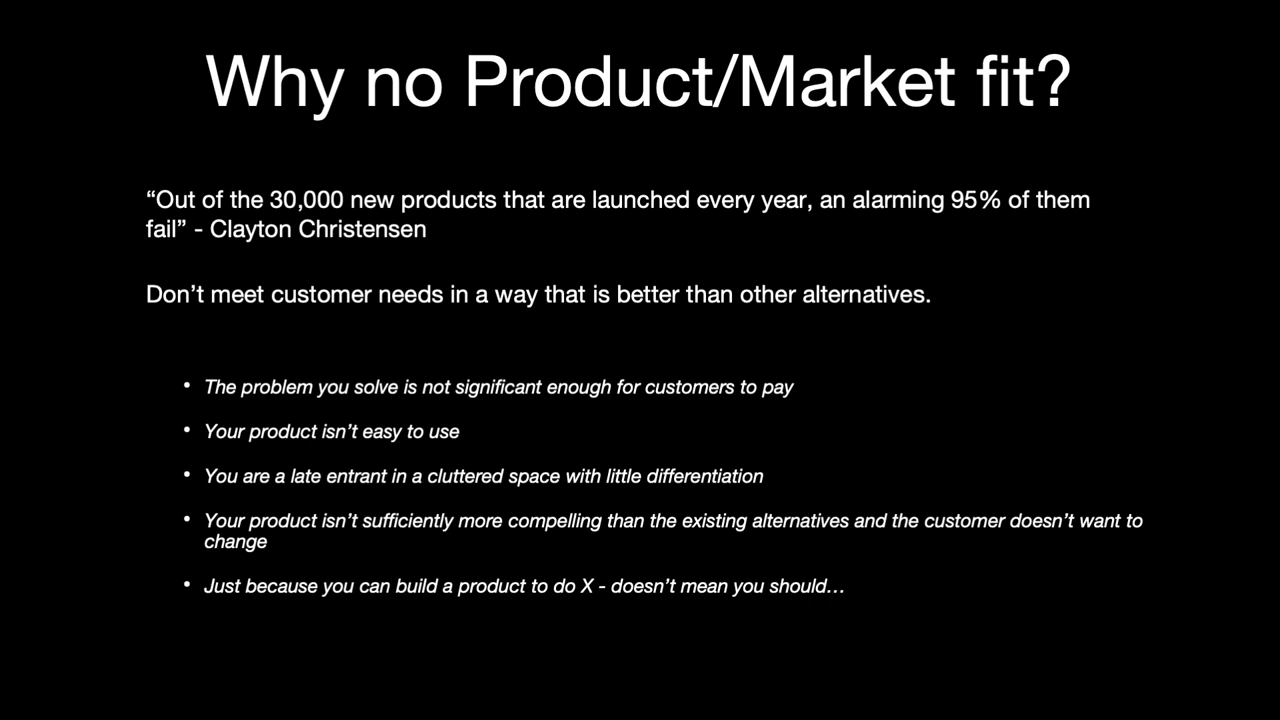 Why no Product/Market fit?
“Out of the 30,000 new products that are launched every year, an alarming 95% of them
fail” - Clayton Christensen
Don’t meet customer needs in a way that is better than other alternatives.
• The problem you solve is not significant enough for customers to pay
• Your product isn’t easy to use
• You are a late entrant in a cluttered space with little differentiation
• Your product isn’t sufficiently more compelling than the existing alternatives and the customer doesn’t want to
change
• Just because you can build a product to do X - doesn’t mean you should…